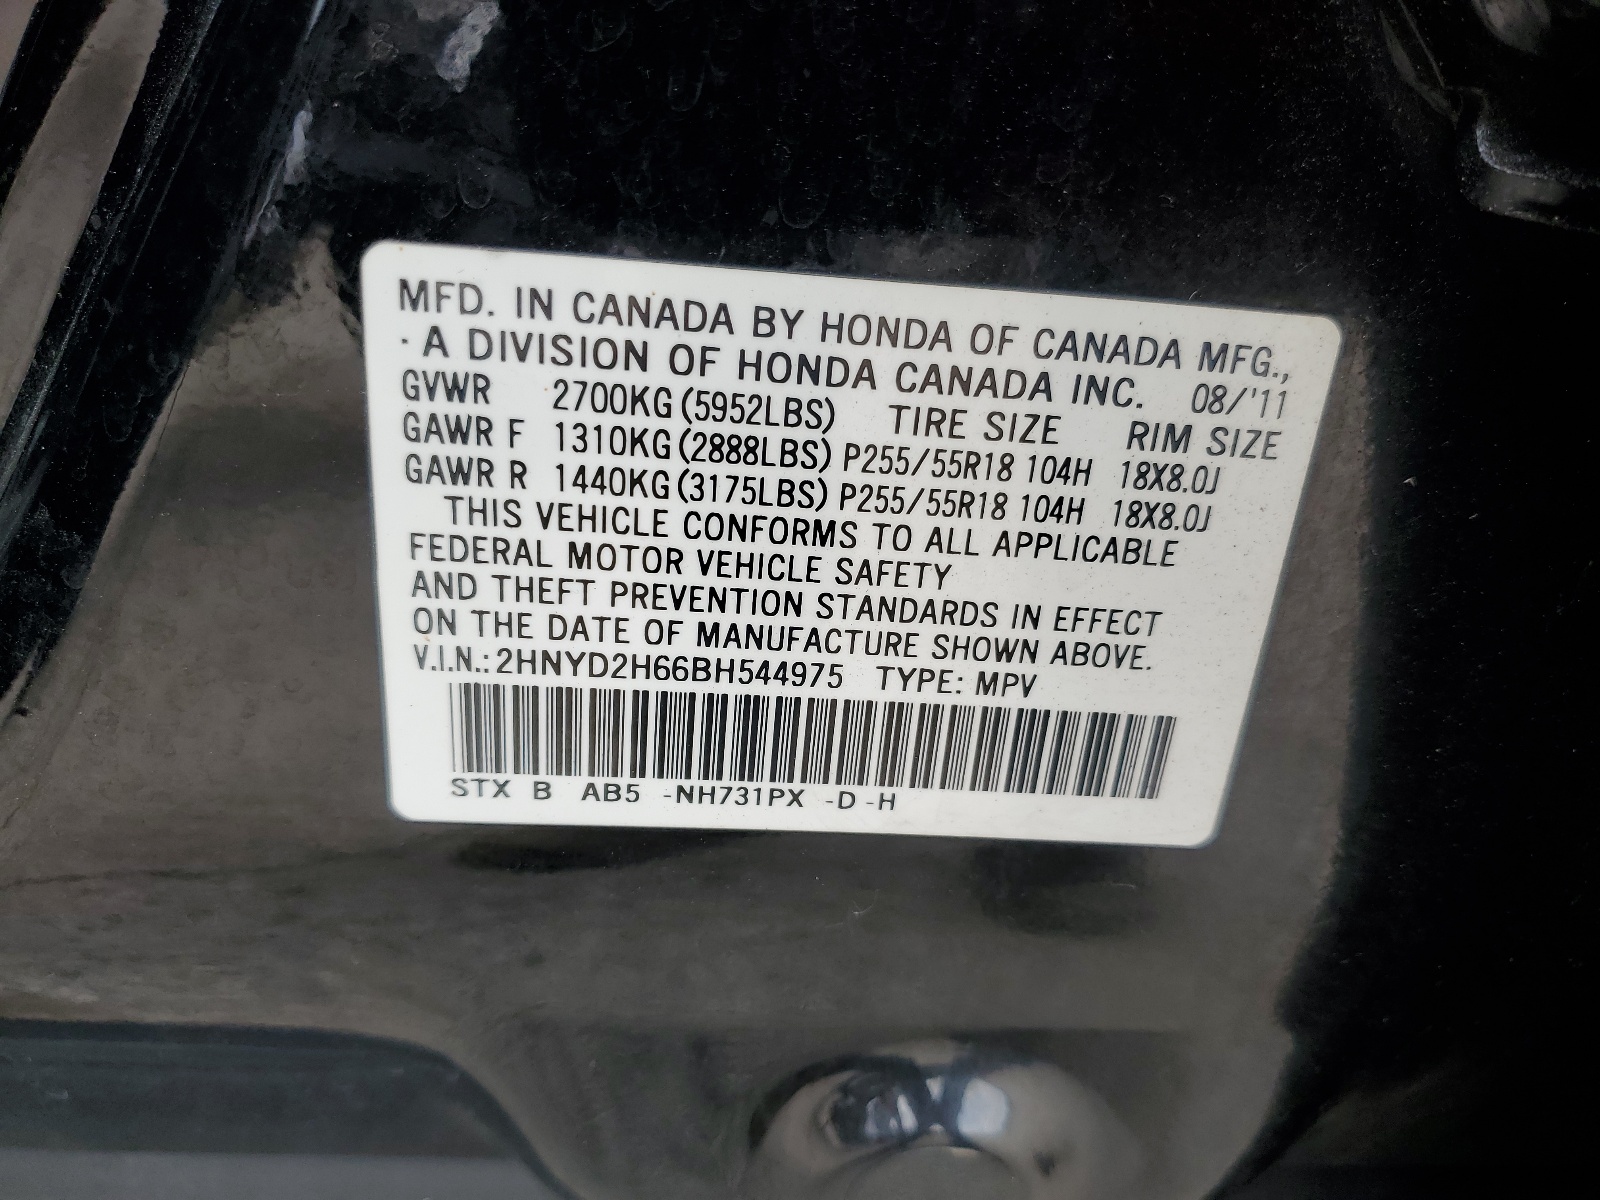 MFD. IN CANADA BY HONDA OF CANADA MFG.,
· A DIVISION OF HONDA CANADA INC. 08/'11
GVWR 2700KG (5952LBS) TIRE SIZE RIM SIZE
GAWR F 1310KG (2888LBS) P255/55R18 104H 18X8.0J
GAWR R 1440KG (3175LBS) P255/55R18 104H 18X8.0J
THIS VEHICLE CONFORMS TO ALL APPLICABLE
FEDERAL MOTOR VEHICLE SAFETY
AND THEFT PREVENTION STANDARDS IN EFFECT
ON THE DATE OF MANUFACTURE SHOWN ABOVE.
V.I.N.: 2HNYD2H66BH544975 TYPE: MPV
STX B AB5 -NH731PX -D -H